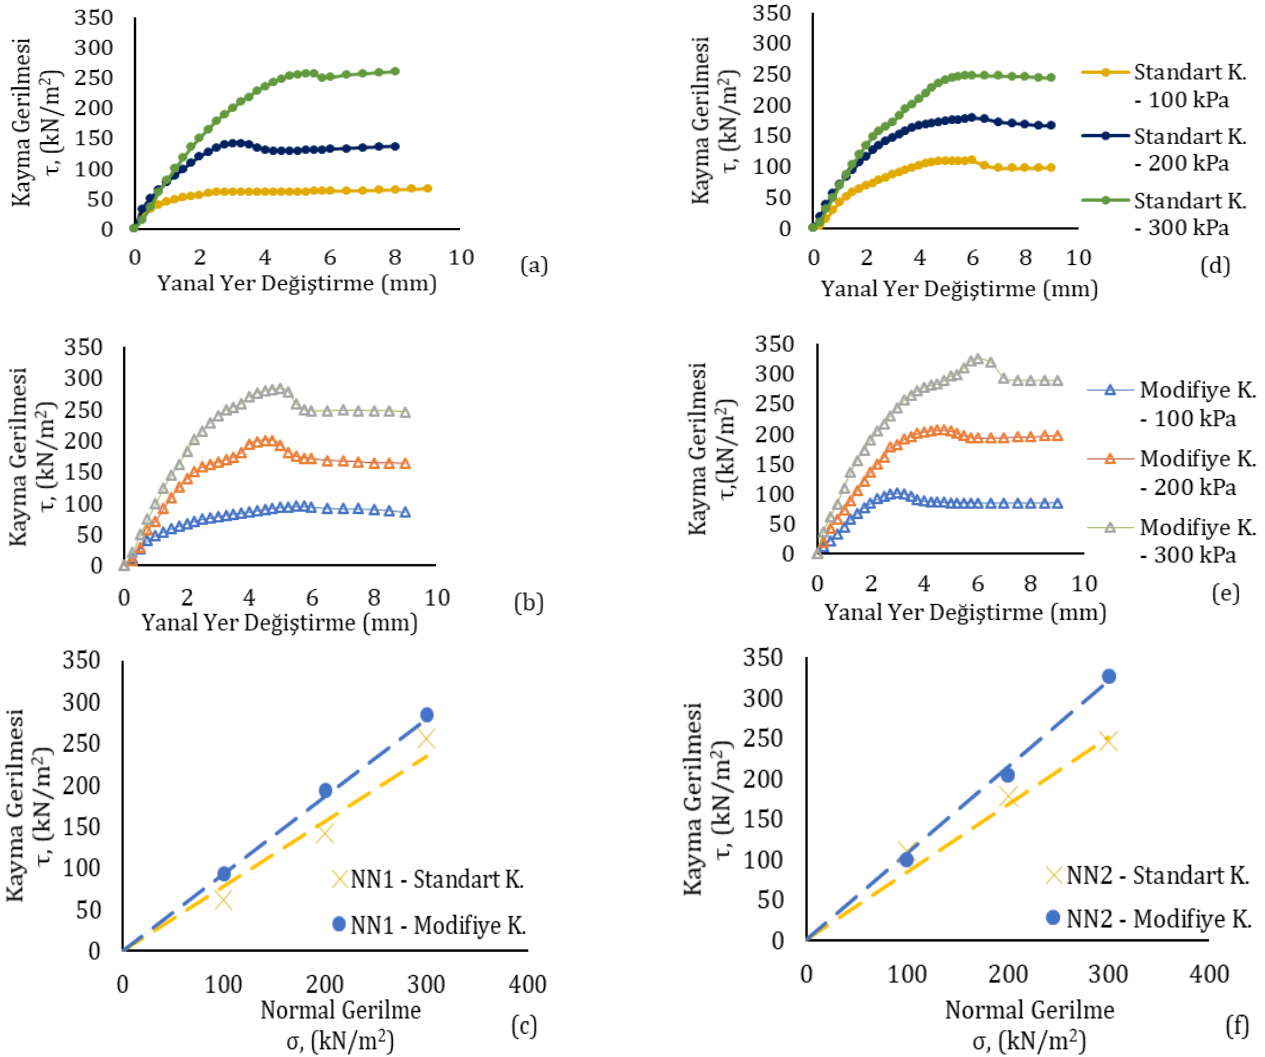 350
300
250
200
150
100
50
0
Kayma Gerilmesi
τ, (kN/m²)
0 2 4 6 8 10
Yanal Yer Değiştirme (mm)
(a)
350
300
250
200
150
100
50
0
Kayma Gerilmesi
τ, (kN/m²)
0 2 4 6 8 10
Yanal Yer Değiştirme (mm)
(d)
Standart K.
- 100 kPa
Standart K.
- 200 kPa
Standart K.
- 300 kPa
350
300
250
200
150
100
50
0
Kayma Gerilmesi
τ, (kN/m²)
0 2 4 6 8 10
Yanal Yer Değiştirme (mm)
(b)
350
300
250
200
150
100
50
0
Kayma Gerilmesi
τ,(kN/m²)
0 2 4 6 8 10
Yanal Yer Değiştirme (mm)
(e)
Modifiye K.
- 100 kPa
Modifiye K.
- 200 kPa
Modifiye K.
- 300 kPa
350
300
250
200
150
100
50
0
Kayma Gerilmesi
τ, (kN/m²)
NN1 - Standart K.
NN1 - Modifiye K.
0 100 200 300 400
Normal Gerilme
σ, (kN/m²)
(c)
350
300
250
200
150
100
50
0
Kayma Gerilmesi
τ, (kN/m²)
NN2 - Standart K.
NN2 - Modifiye K.
0 100 200 300 400
Normal Gerilme
σ, (kN/m²)
(f)